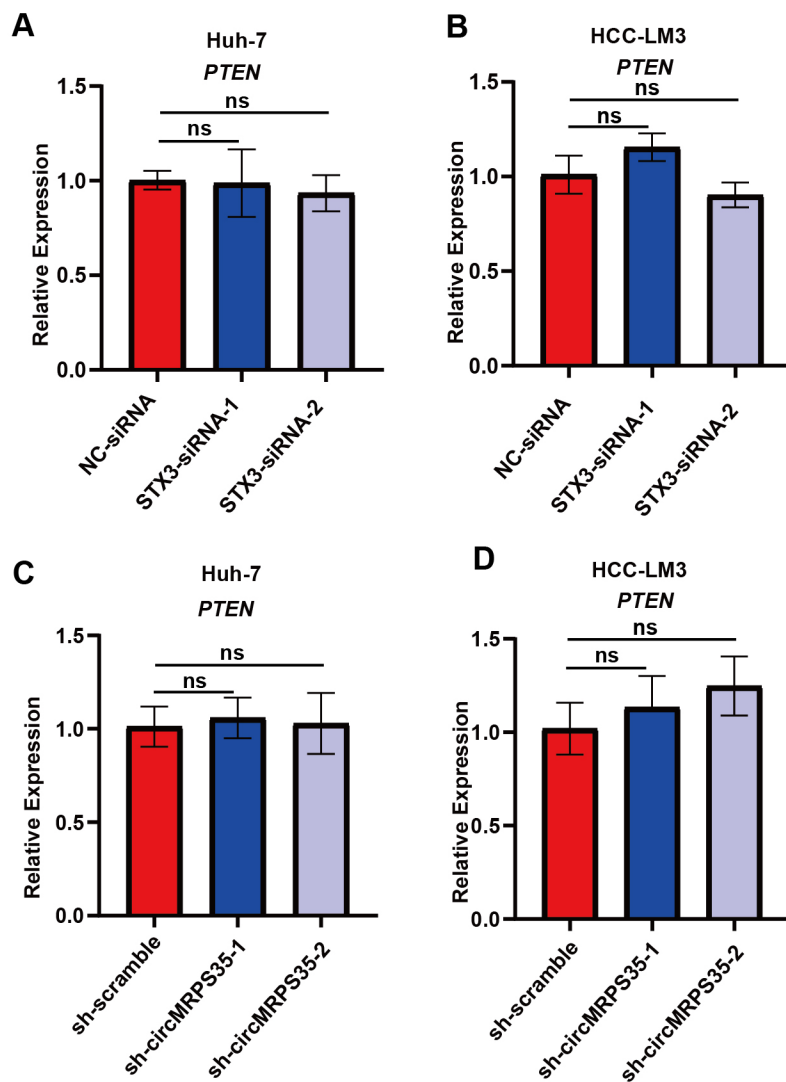 A
Huh-7
PTEN
ns
ns
Relative Expression
1.5
1.0
0.5
0.0
NC-siRNA
STX3-siRNA-1
STX3-siRNA-2
B
HCC-LM3
PTEN
ns
ns
Relative Expression
1.5
1.0
0.5
0.0
NC-siRNA
STX3-siRNA-1
STX3-siRNA-2
C
Huh-7
PTEN
ns
ns
Relative Expression
1.5
1.0
0.5
0.0
sh-scramble
sh-circMRPS35-1
sh-circMRPS35-2
D
HCC-LM3
PTEN
ns
ns
Relative Expression
1.5
1.0
0.5
0.0
sh-scramble
sh-circMRPS35-1
sh-circMRPS35-2